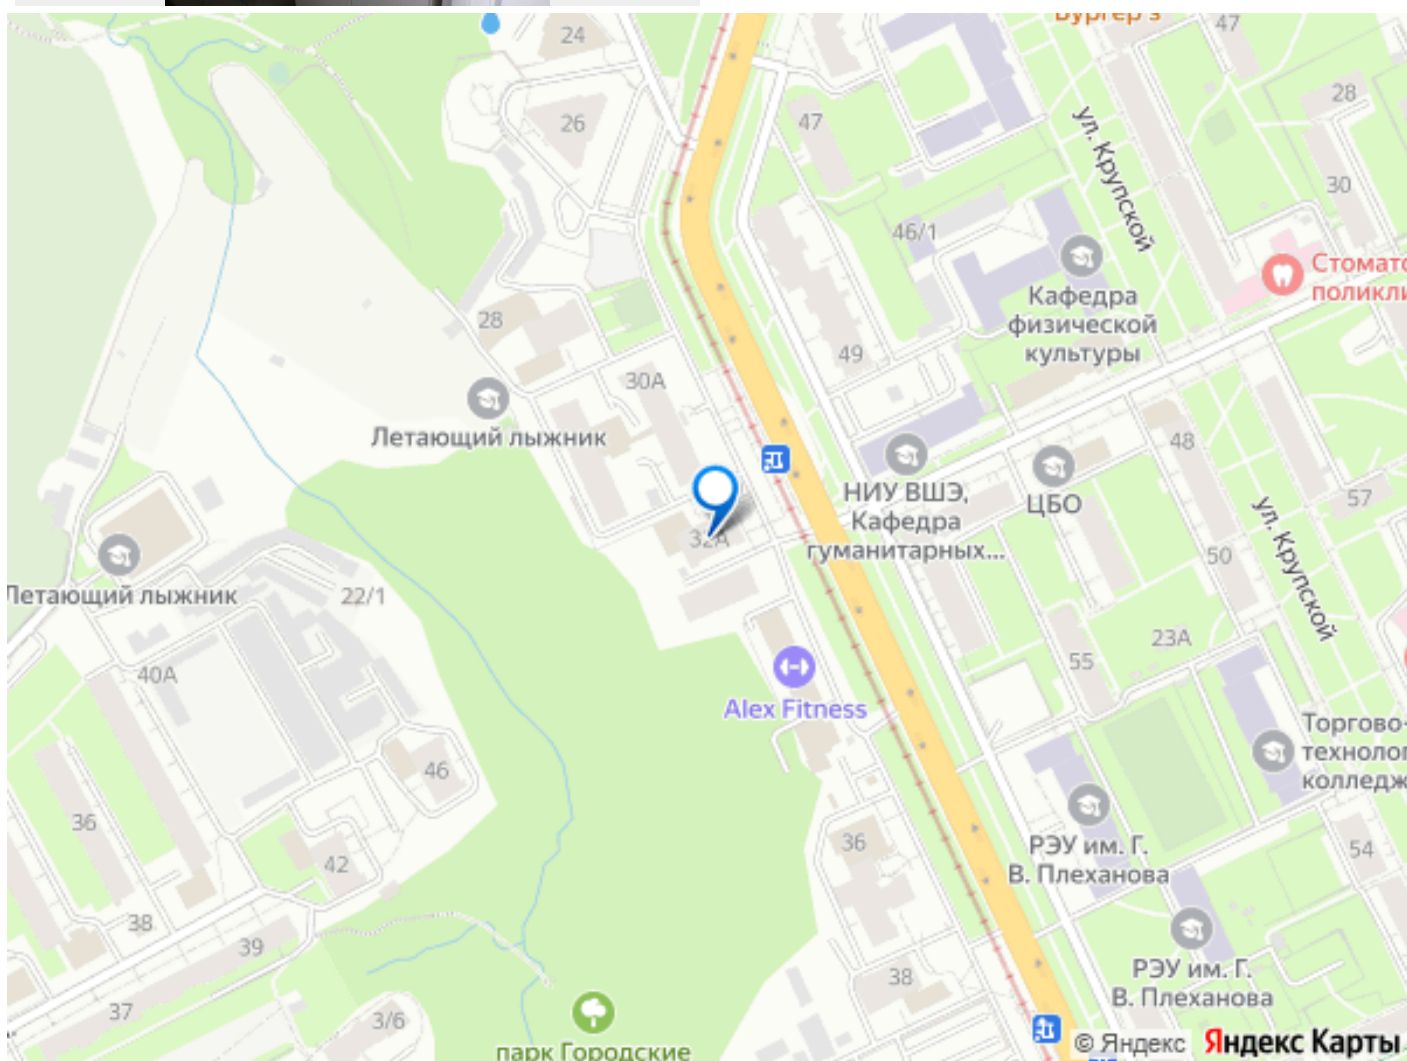 Бургер's
24
47
26
47
28
ул. Крупской
30
46/1
Стомато
поликли
Кафедра
физической
культуры
28
49
30А
Летающий лыжник
48
НИУ ВШЭ,
Кафедра
гуманитарных...
ЦБО
57
ул. Крупской
32А
50
Летающий лыжник
22/1
23А
55
40А
Alex Fitness
Торгово-
технолог
колледж
46
36
42
36
РЭУ им. Г.
В. Плеханова
54
38
39
РЭУ им. Г.
В. Плеханова
38
37
3/6
парк Городские
© Яндекс Яндекс Карты